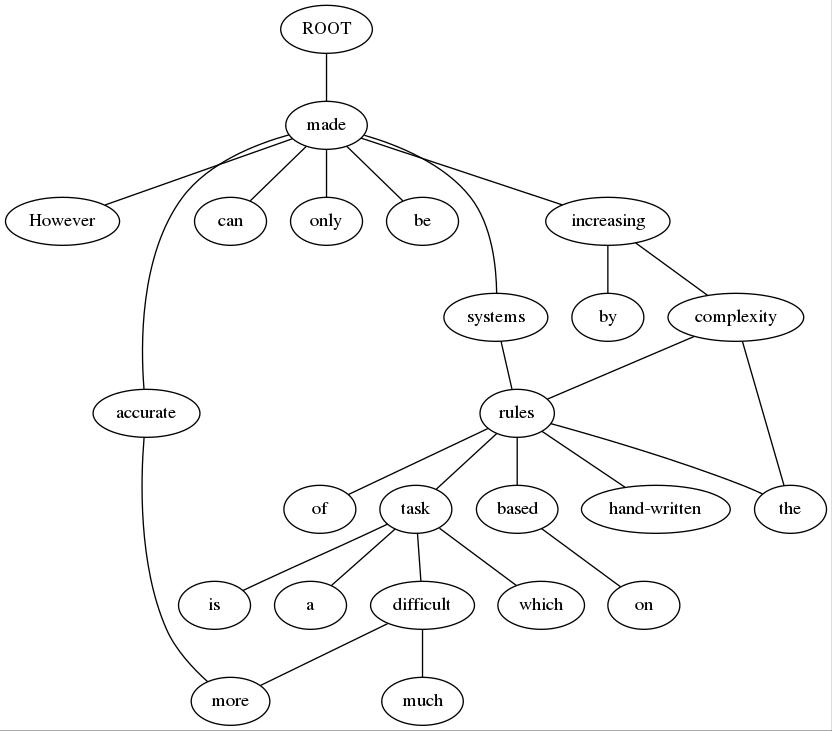 ROOT
made
However can only be increasing
systems by complexity
accurate rules
of task based hand-written the
is a difficult which on
more much